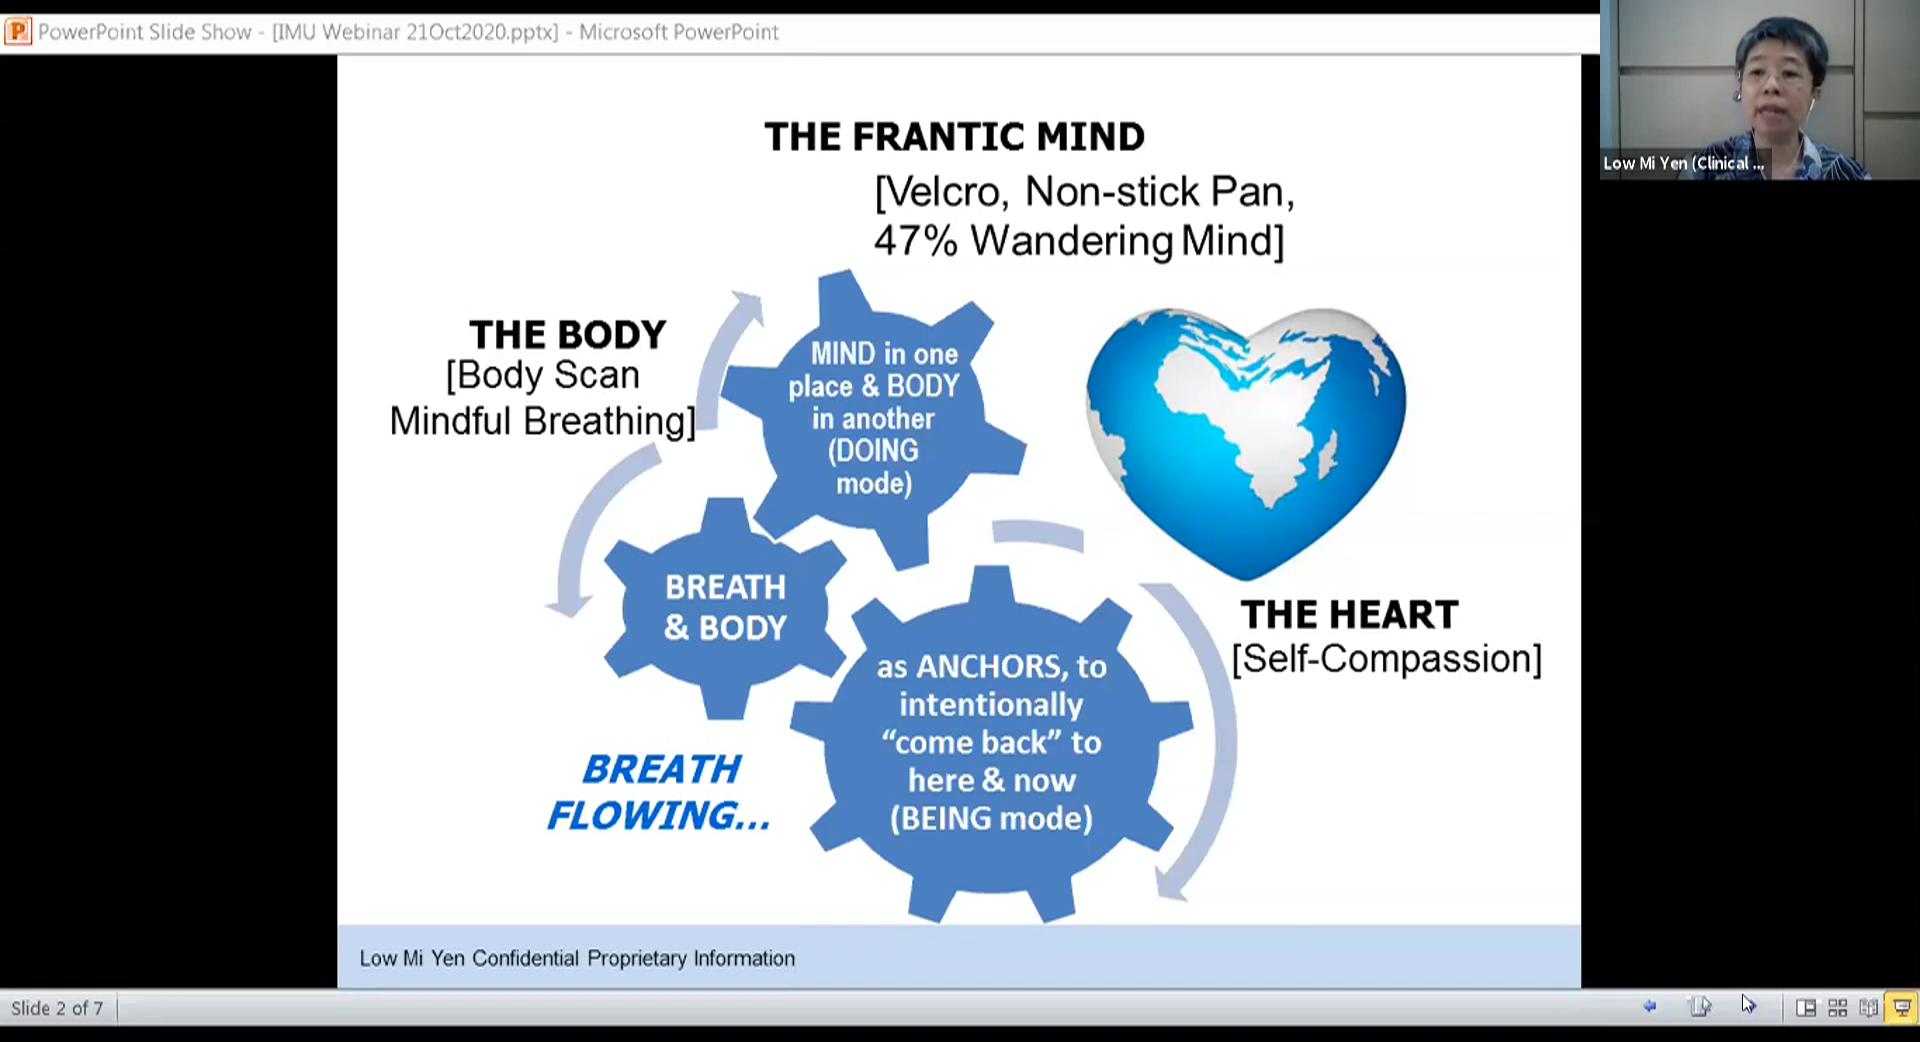 PowerPoint Slide Show - [IMU Webinar 21Oct2020.pptx] - Microsoft PowerPoint
Low Mi Yen (Clinical ...
THE FRANTIC MIND
[Velcro, Non-stick Pan,
47% Wandering Mind]
THE BODY
[Body Scan
Mindful Breathing]
MIND in one
place & BODY
in another
(DOING
mode)
BREATH
& BODY
as ANCHORS, to
intentionally
“come back” to
here & now
(BEING mode)
THE HEART
[Self-Compassion]
BREATH
FLOWING...
Low Mi Yen Confidential Proprietary Information
Slide 2 of 7